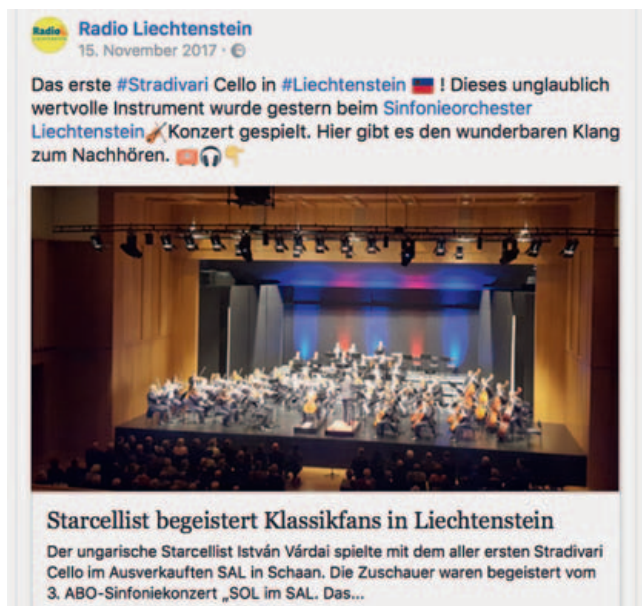 Radio
Radio Liechtenstein
15. November 2017 ·
Das erste #Stradivari Cello in #Liechtenstein 🇱🇮 ! Dieses unglaublich
wertvolle Instrument wurde gestern beim Sinfonieorchester
Liechtenstein🎻Konzert gespielt. Hier gibt es den wunderbaren Klang
zum Nachhören. 📻🎧👇
Starcellist begeistert Klassikfans in Liechtenstein
Der ungarische Starcellist István Várdai spielte mit dem aller ersten Stradivari
Cello im Ausverkauften SAL in Schaan. Die Zuschauer waren begeistert vom
3. ABO-Sinfoniekonzert „SOL im SAL. Das...